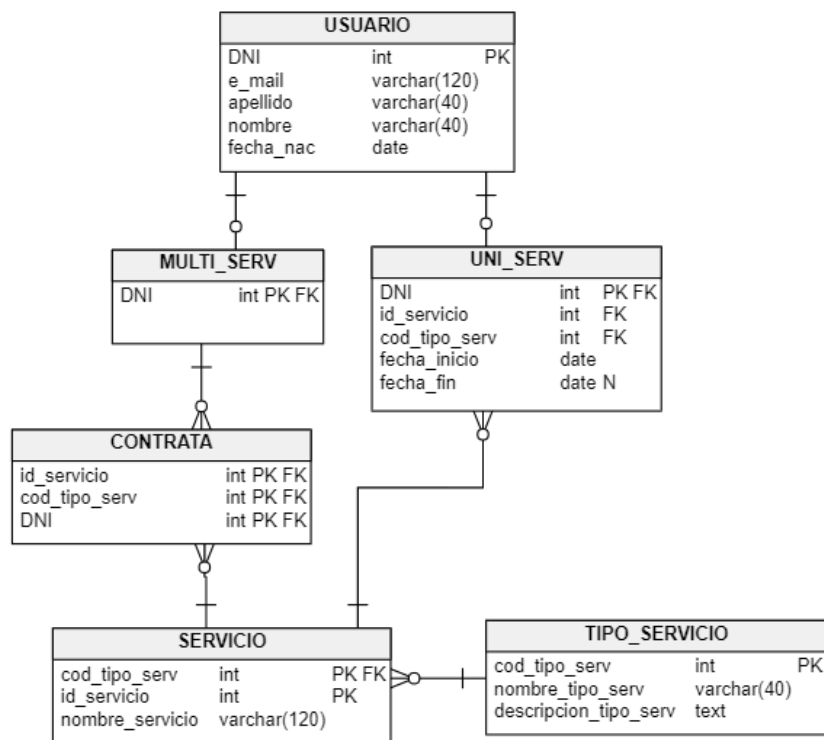 USUARIO
DNI int PK
e_mail varchar(120)
apellido varchar(40)
nombre varchar(40)
fecha_nac date
MULTI_SERV
DNI int PK FK
UNI_SERV
DNI int PK FK
id_servicio int FK
cod_tipo_serv int FK
fecha_inicio date
fecha_fin date N
CONTRATA
id_servicio int PK FK
cod_tipo_serv int PK FK
DNI int PK FK
SERVICIO
cod_tipo_serv int PK FK
id_servicio int PK
nombre_servicio varchar(120)
TIPO_SERVICIO
cod_tipo_serv int PK
nombre_tipo_serv varchar(40)
descripcion_tipo_serv text